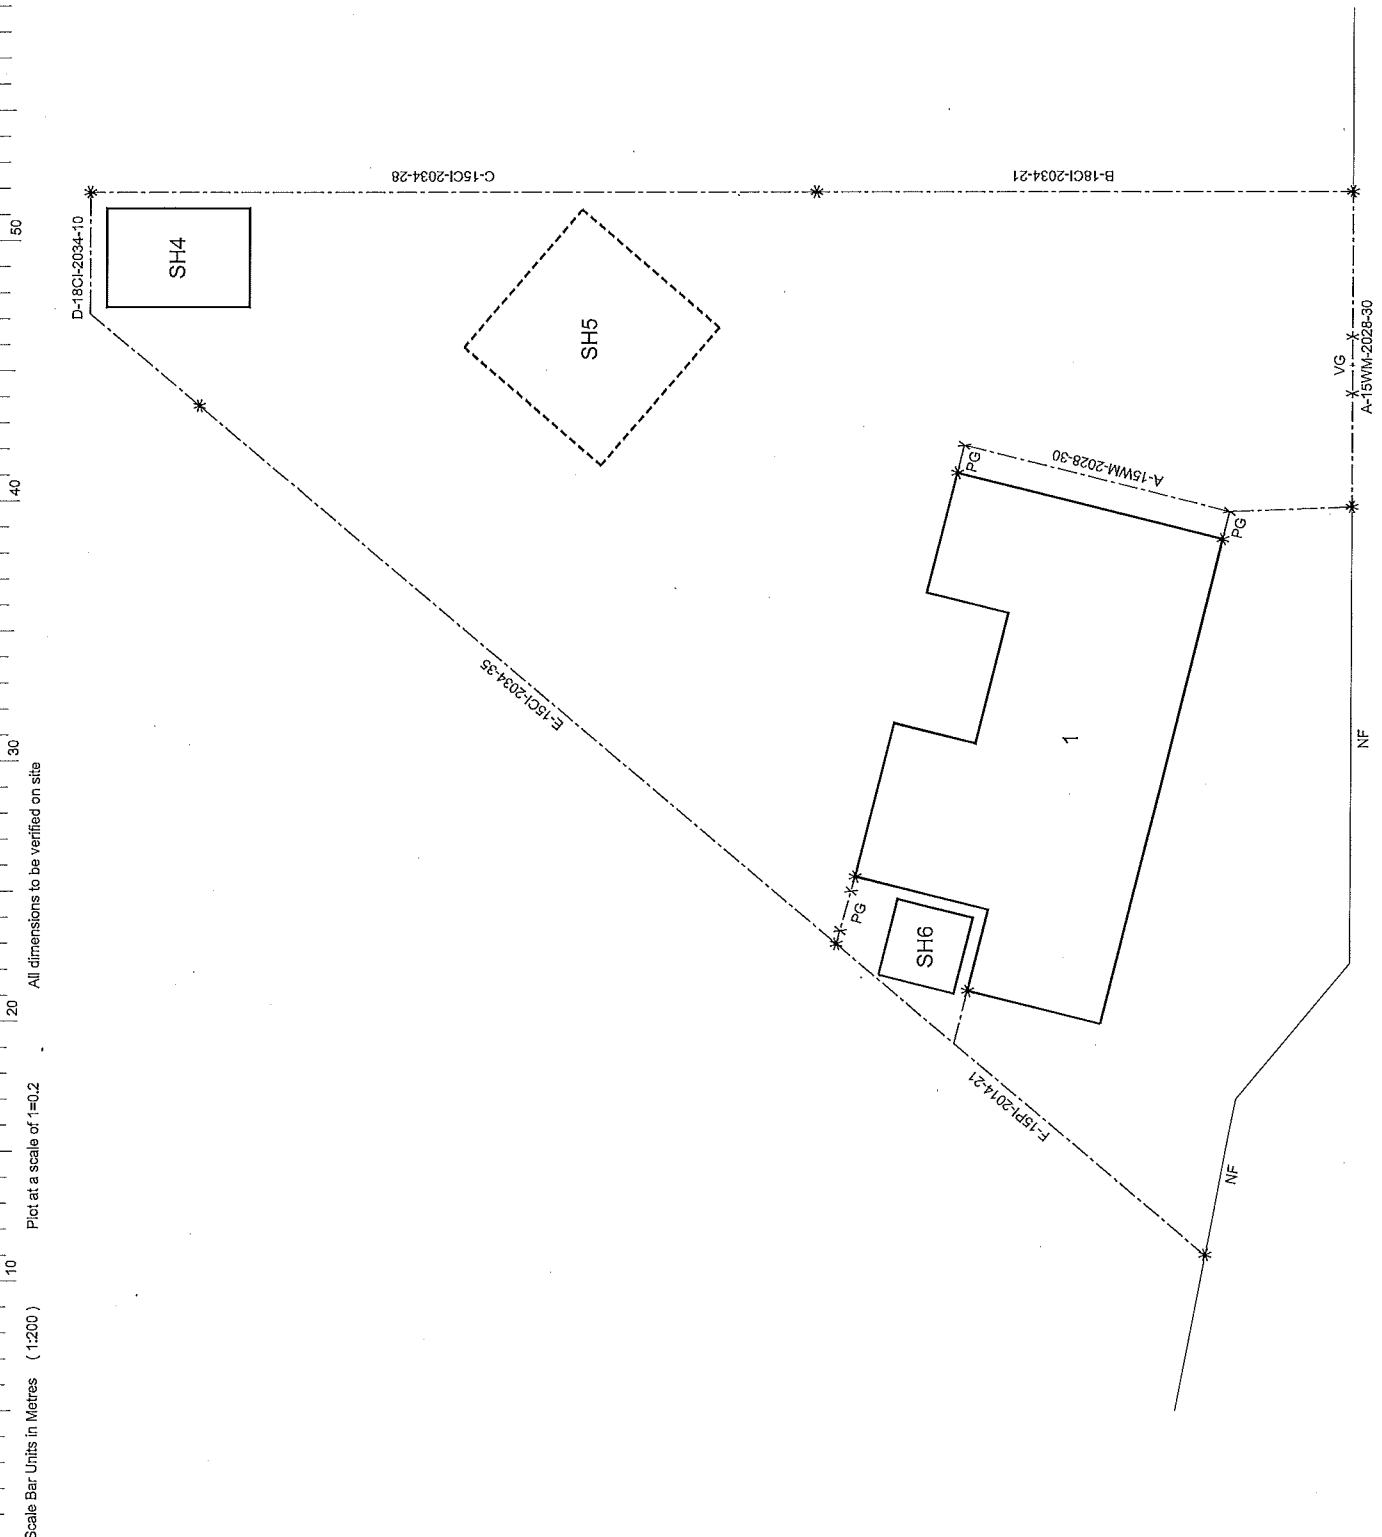 Scale Bar Units in Metres ( 1:200 )
Plot at a scale of 1=0.2
All dimensions to be verified on site
10
20
30
40
50
D-18CI-2034-10
SH4
C-15CI-2034-28
B-18CI-2034-21
SH5
E-15CI-2034-35
VG
A-15WM-2028-30
PG
A-15WM-2028-30
PG
1
PG
SH6
F-15PI-2014-21
NF
NF